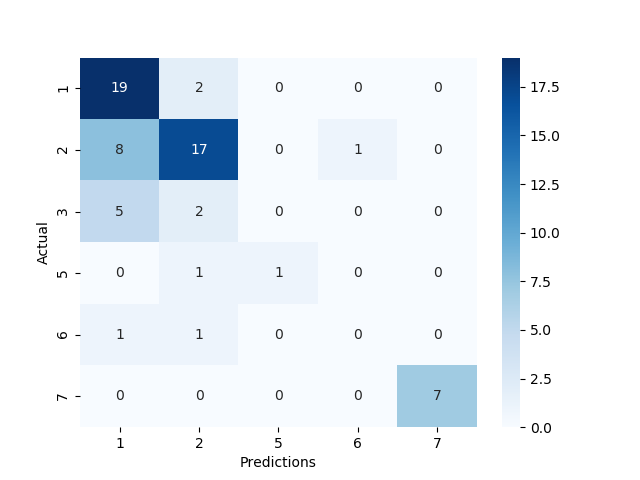 1 19 2 0 0 0
2 8 17 0 1 0
3 5 2 0 0 0
5 0 1 1 0 0
6 1 1 0 0 0
7 0 0 0 0 7
1 2 5 6 7
Predictions
Actual
17.5
15.0
12.5
10.0
7.5
5.0
2.5
0.0